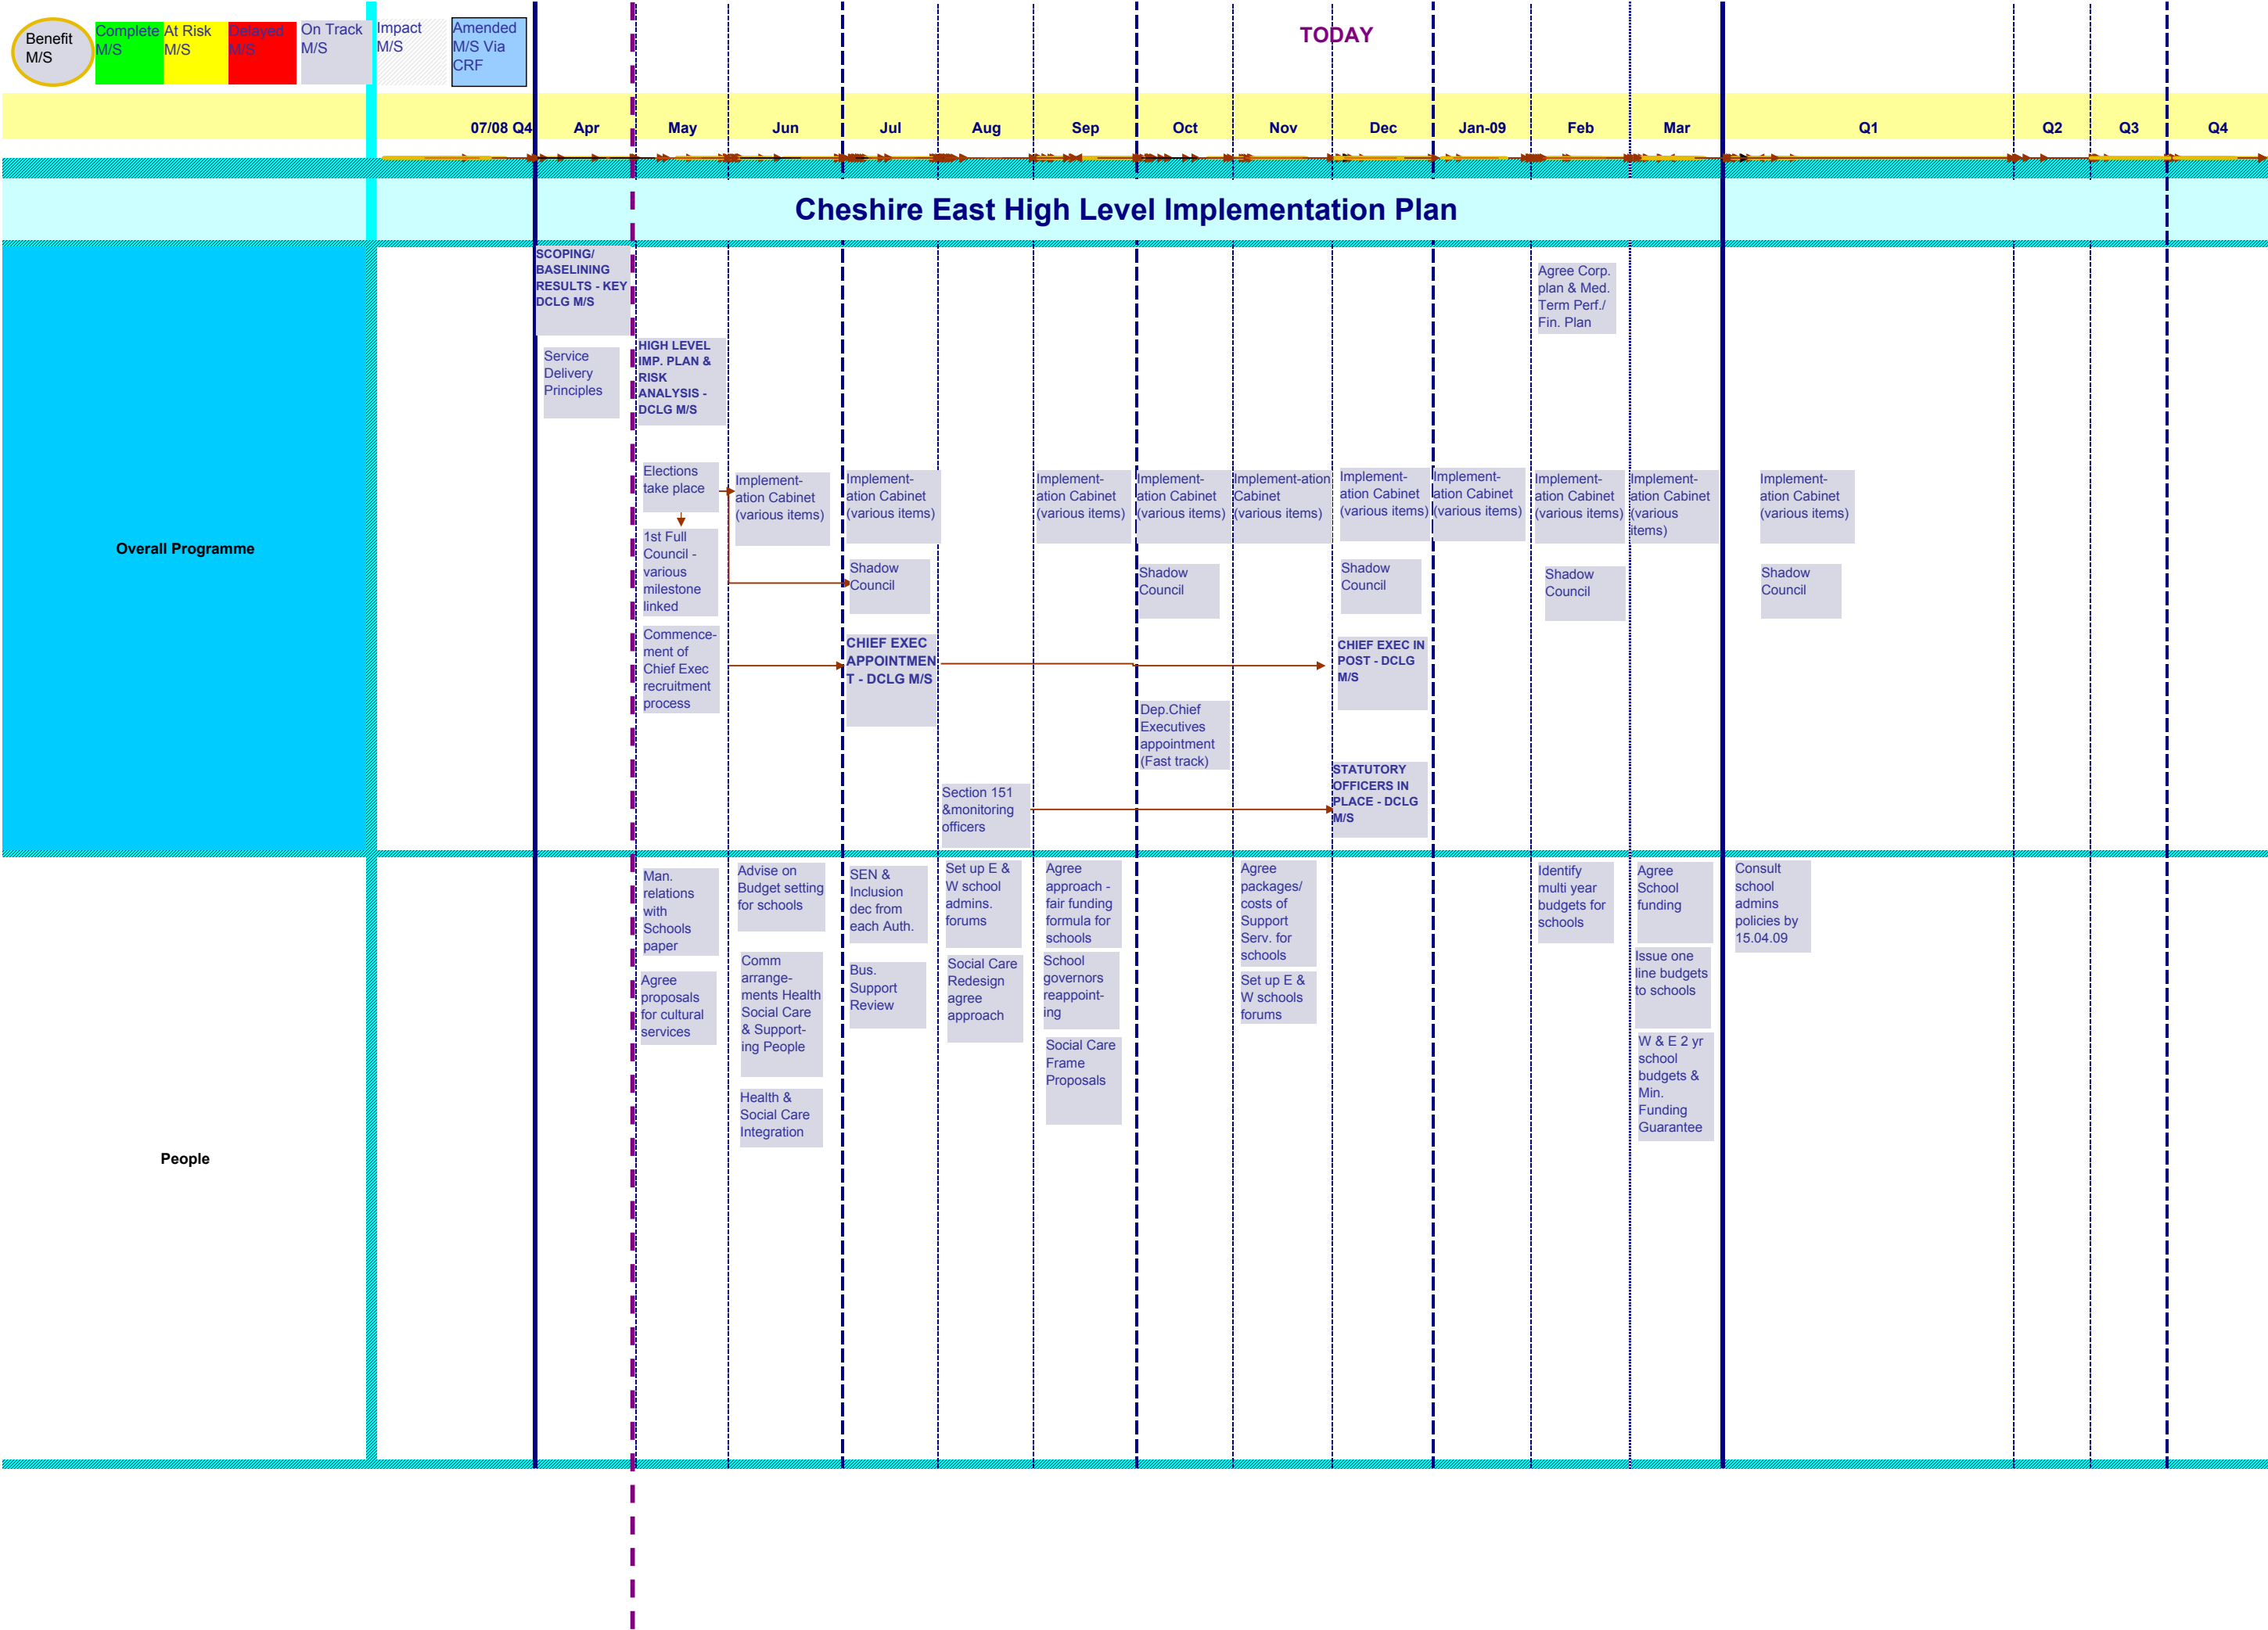 Benefit
M/S
Complete
M/S
At Risk
M/S
Delayed
M/S
On Track
M/S
Impact
M/S
Amended
M/S Via
CRF
TODAY
07/08 Q4 Apr May Jun Jul Aug Sep Oct Nov Dec Jan-09 Feb Mar Q1 Q2 Q3 Q4
Cheshire East High Level Implementation Plan
Overall Programme
SCOPING/
BASELINING
RESULTS - KEY
DCLG M/S
Agree Corp.
plan & Med.
Term Perf./
Fin. Plan
Service
Delivery
Principles
HIGH LEVEL
IMP. PLAN &
RISK
ANALYSIS -
DCLG M/S
Elections
take place
Implement-
ation Cabinet
(various items)
Implement-
ation Cabinet
(various items)
Implement-
ation Cabinet
(various items)
Implement-
ation Cabinet
(various items)
Implement-ation
Cabinet
(various items)
Implement-
ation Cabinet
(various items)
Implement-
ation Cabinet
(various items)
Implement-
ation Cabinet
(various items)
Implement-
ation Cabinet
(various
items)
Implement-
ation Cabinet
(various items)
1st Full
Council -
various
milestone
linked
Shadow
Council
Shadow
Council
Shadow
Council
Shadow
Council
Shadow
Council
Commence-
ment of
Chief Exec
recruitment
process
CHIEF EXEC
APPOINTMEN
T - DCLG M/S
CHIEF EXEC IN
POST - DCLG
M/S
Dep.Chief
Executives
appointment
(Fast track)
Section 151
&monitoring
officers
STATUTORY
OFFICERS IN
PLACE - DCLG
M/S
People
Man.
relations
with
Schools
paper
Agree
proposals
for cultural
services
Advise on
Budget setting
for schools
Comm
arrange-
ments Health
Social Care
& Support-
ing People
Health &
Social Care
Integration
SEN &
Inclusion
dec from
each Auth.
Bus.
Support
Review
Set up E &
W school
admins.
forums
Social Care
Redesign
agree
approach
Agree
approach -
fair funding
formula for
schools
School
governors
reappoint-
ing
Social Care
Frame
Proposals
Agree
packages/
costs of
Support
Serv. for
schools
Set up E &
W schools
forums
Identify
multi year
budgets for
schools
Agree
School
funding
Issue one
line budgets
to schools
W & E 2 yr
school
budgets &
Min.
Funding
Guarantee
Consult
school
admins
policies by
15.04.09